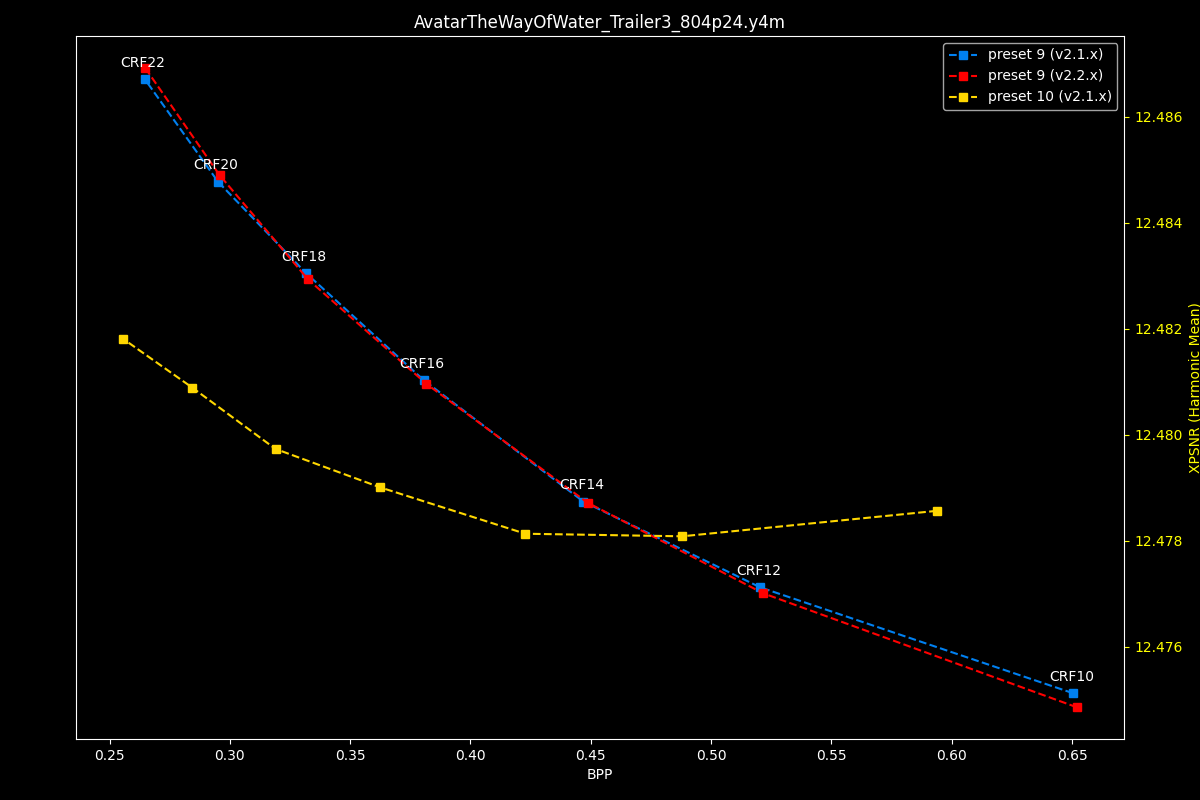 AvatarTheWayOfWater_Trailer3_804p24.y4m
preset 9 (v2.1.x)
preset 9 (v2.2.x)
preset 10 (v2.1.x)
CRF22
CRF20
CRF18
CRF16
CRF14
CRF12
CRF10
12.486
12.484
12.482
12.480
12.478
12.476
XPSNR (Harmonic Mean)
0.25 0.30 0.35 0.40 0.45 0.50 0.55 0.60 0.65
BPP